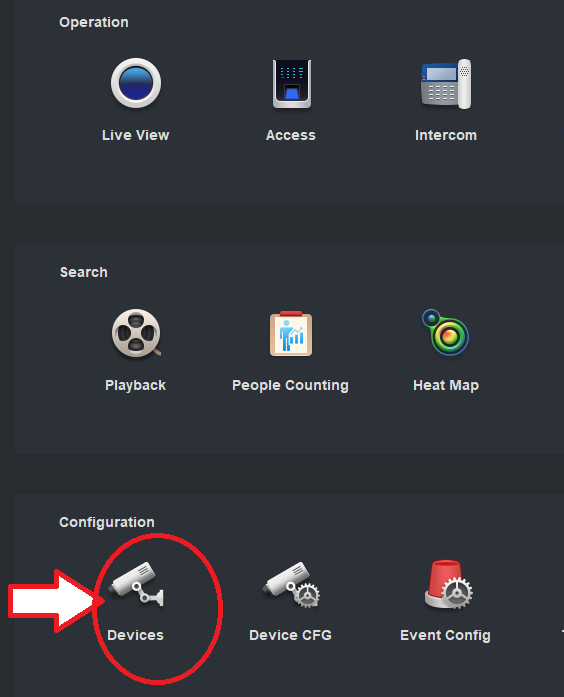 Operation
Live View
Access
Intercom
Search
Playback
People Counting
Heat Map
Configuration
Devices
Device CFG
Event Config